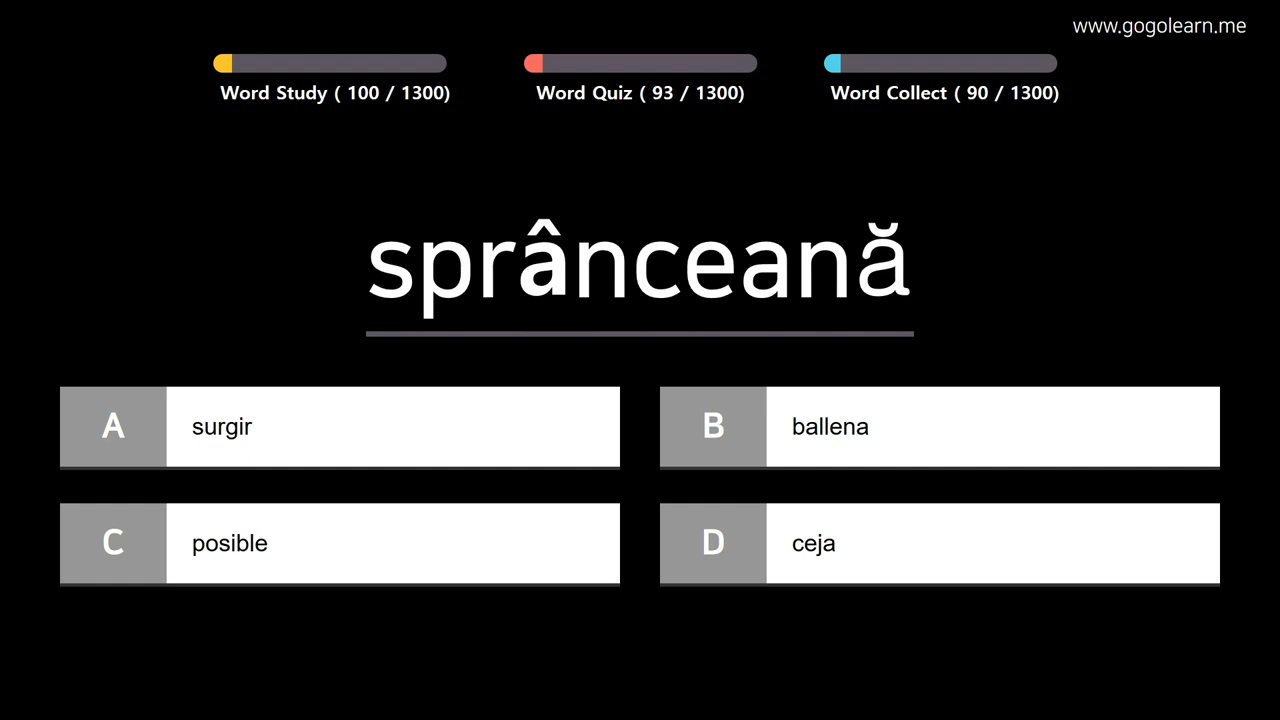 www.gogolearn.me
Word Study ( 100 / 1300)
Word Quiz ( 93 / 1300)
Word Collect ( 90 / 1300)
sprânceană
A surgir
B ballena
C posible
D ceja